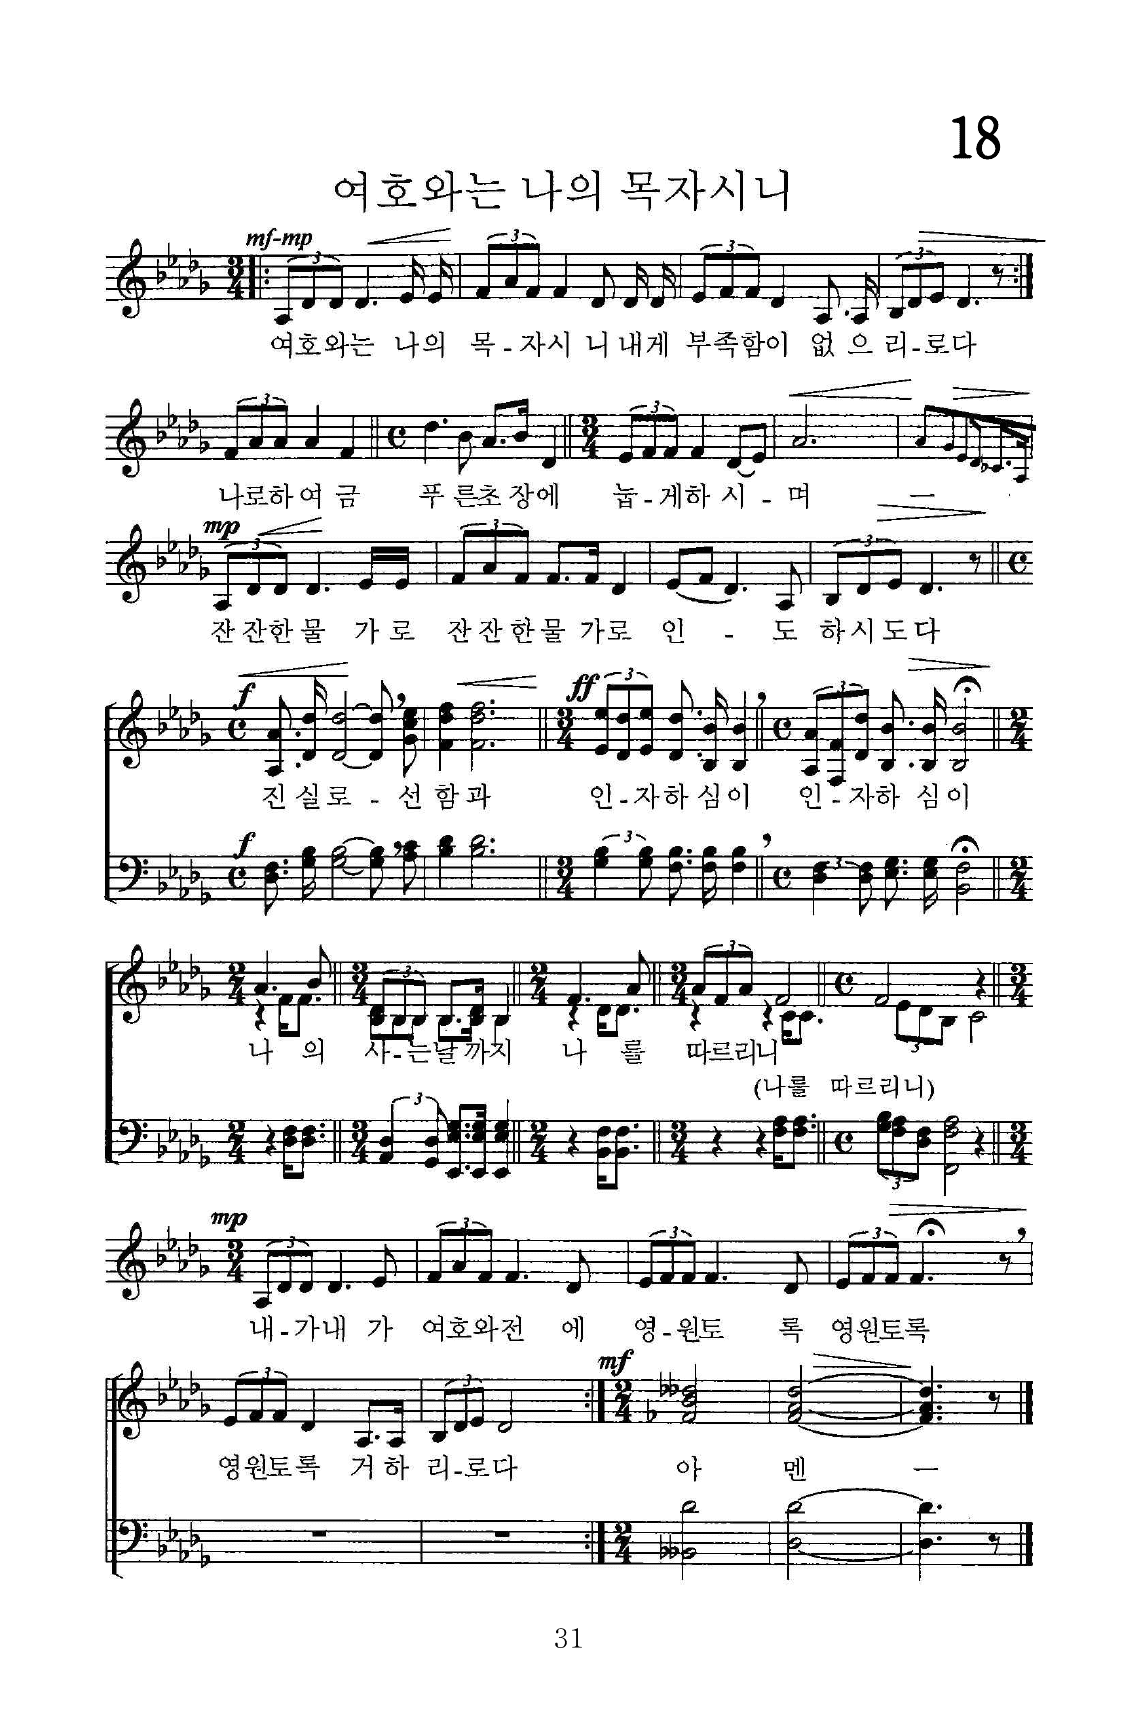 18
여호와는 나의 목자시니
mf-mp
여호와는 나의 목-자시 니 내게 부족함이 없 으 리-로다
나로하 여 금 푸 른초 장에 눕-게하 시 - 며 ㅡ
mp
잔 잔한 물 가 로 잔 잔 한 물 가로 인 - 도 하시도다
f ff
진 실 로 - 선 함 과 인-자하 심이 인-자하 심이
f
나 의 사-는날까지 나 를 따르리니
(나를 따르리니)
mp
내-가내 가 여호와전 에 영-원토 록 영원토록
mf
영원토록 거 하 리-로다 아 멘 ㅡ
31